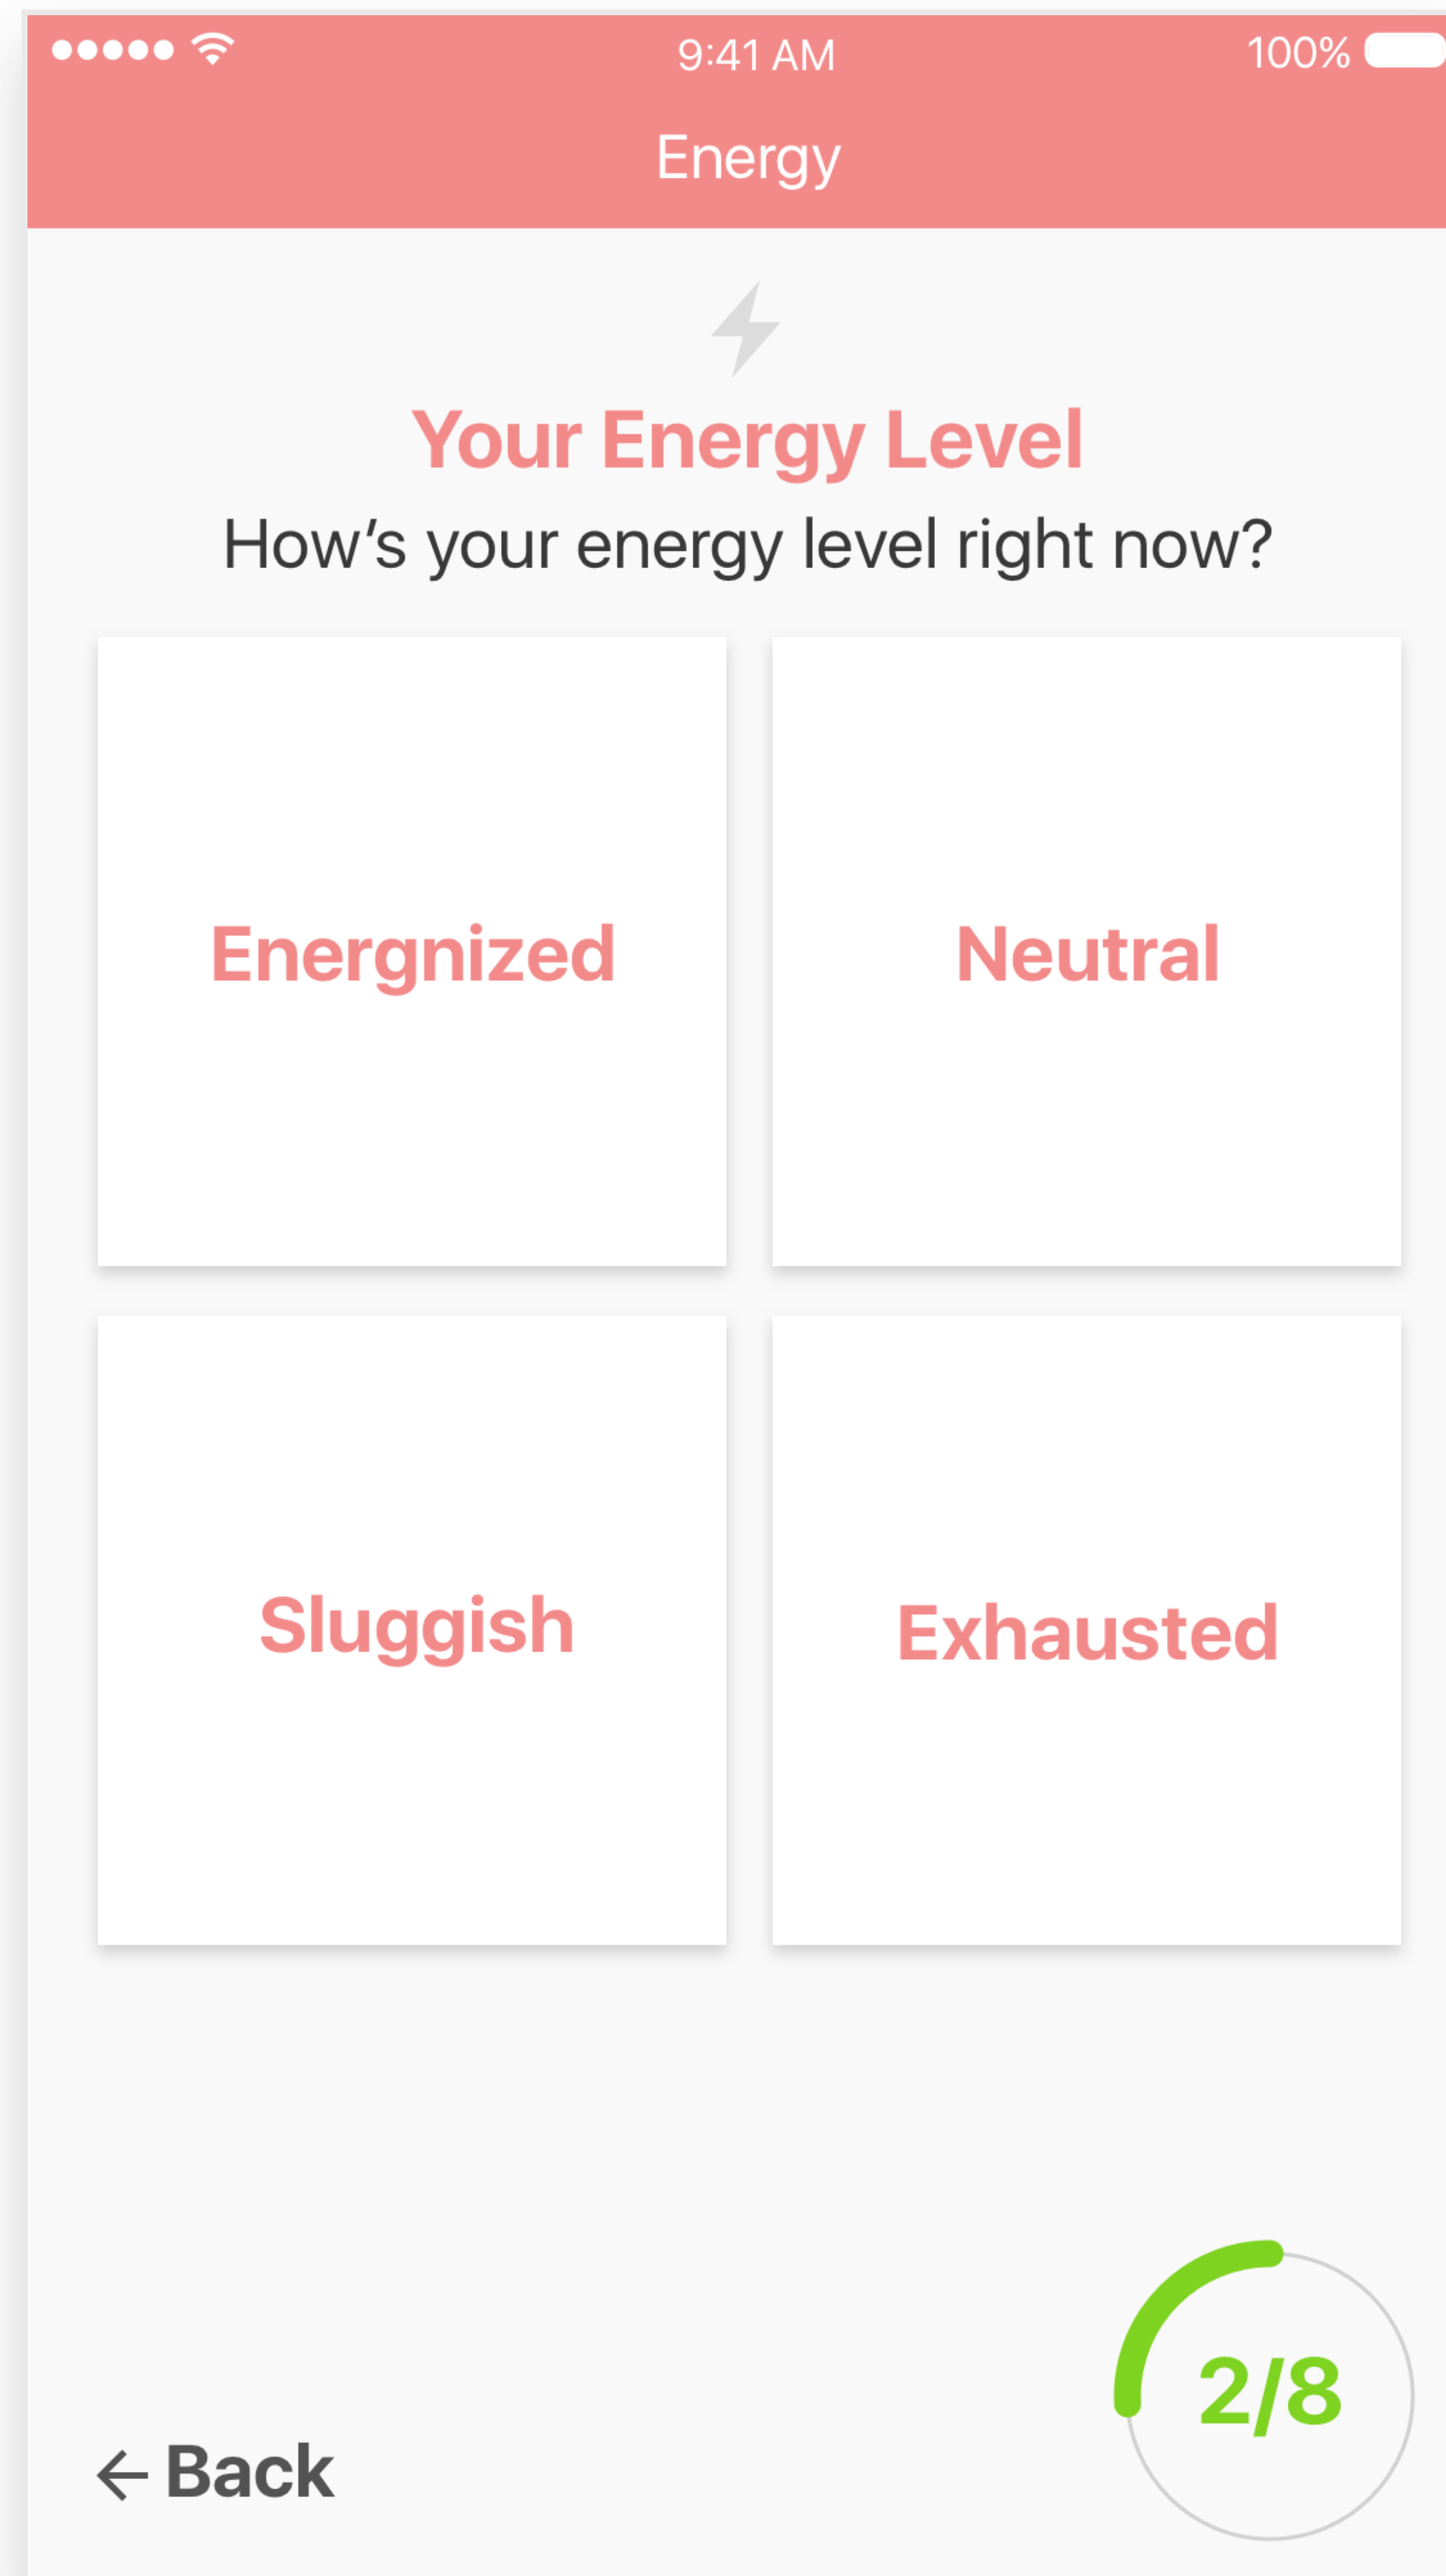 9:41 AM 100%
Energy
Your Energy Level
How’s your energy level right now?
Energnized Neutral
Sluggish Exhausted
2/8
← Back